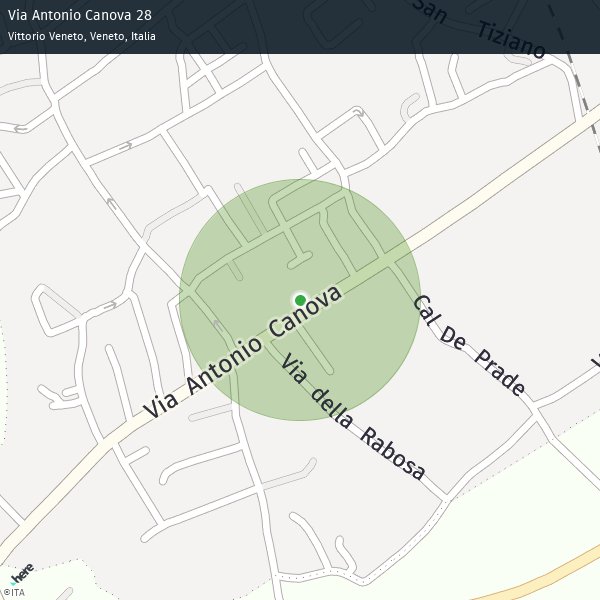 Via Antonio Canova 28
Vittorio Veneto, Veneto, Italia
San Tiziano
Via Antonio Canova
Cal De Prade
Via della Rabosa
here
©ITA